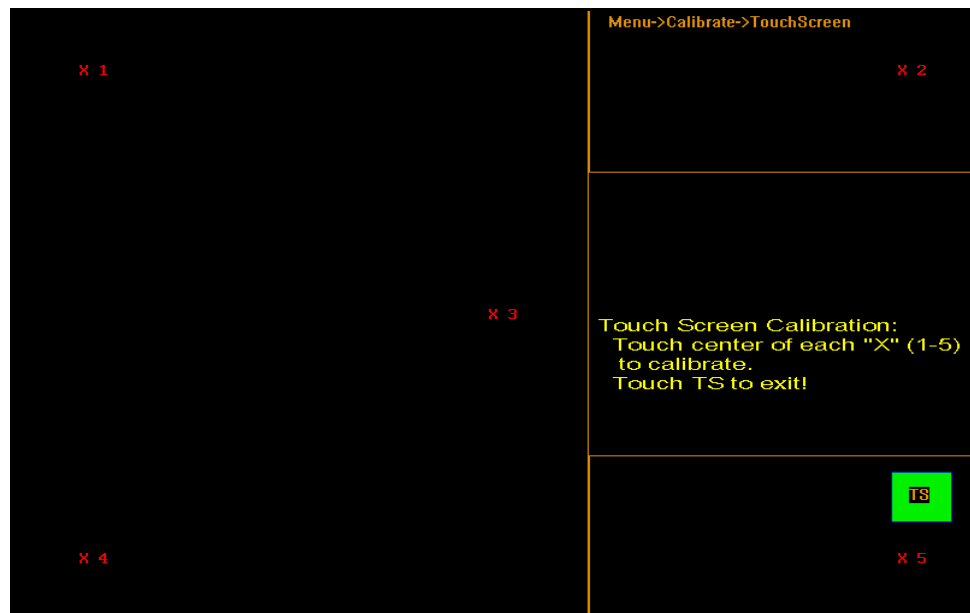 Menu->Calibrate->TouchScreen
X 1
X 2
X 3
Touch Screen Calibration:
Touch center of each "X" (1-5)
to calibrate.
Touch TS to exit!
TS
X 4
X 5